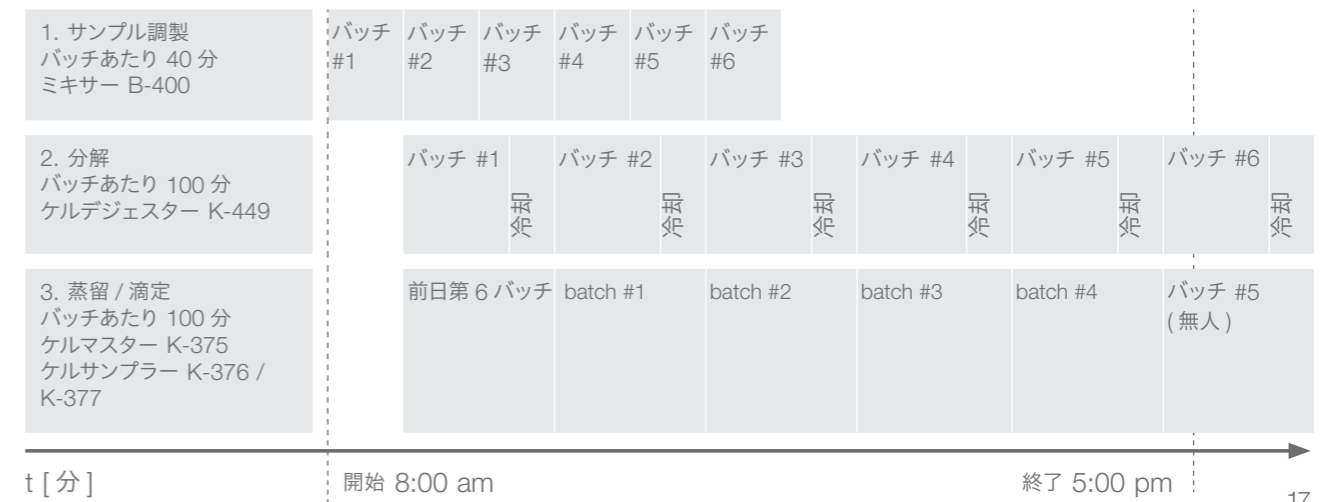 1. サンプル調製
バッチあたり 40 分
ミキサー B-400
バッチ #1
バッチ #2
バッチ #3
バッチ #4
バッチ #5
バッチ #6
2. 分解
バッチあたり 100 分
ケルデジェスター K-449
バッチ #1
冷却
バッチ #2
冷却
バッチ #3
冷却
バッチ #4
冷却
バッチ #5
冷却
バッチ #6
冷却
3. 蒸留 / 滴定
バッチあたり 100 分
ケルマスター K-375
ケルサンプラー K-376 /
K-377
前日第 6 バッチ
batch #1
batch #2
batch #3
batch #4
バッチ #5
( 無人 )
t [ 分 ]
開始 8:00 am
終了 5:00 pm
17